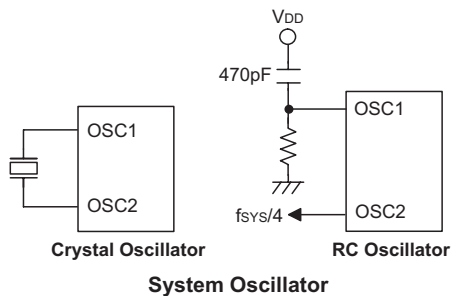 VDD
470pF
OSC1
OSC1
OSC2
fSYS/4
OSC2
Crystal Oscillator
RC Oscillator
System Oscillator